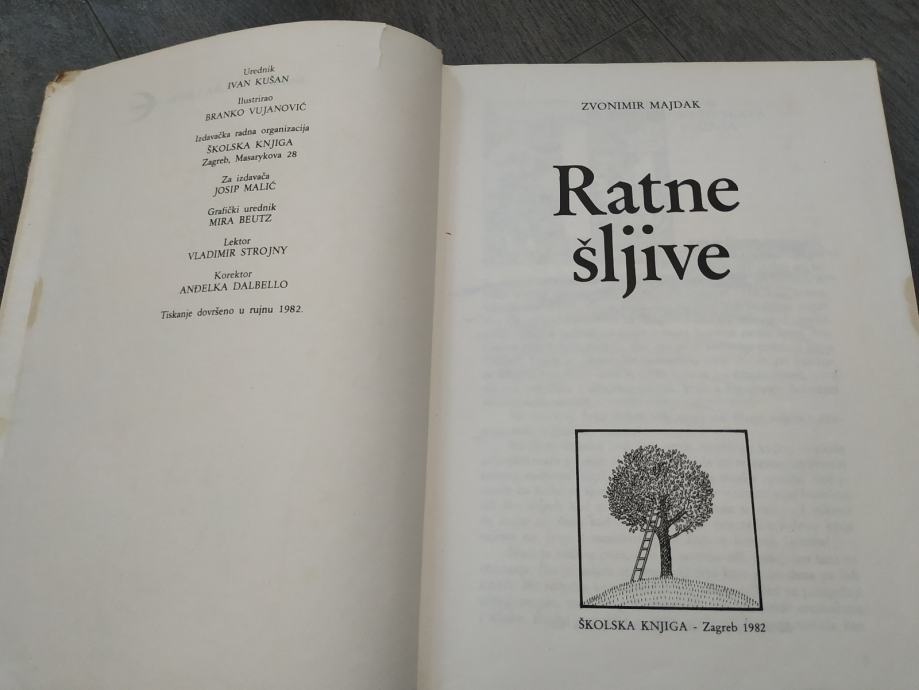 Urednik
IVAN KUŠAN
Ilustrirao
BRANKO VUJANOVIĆ
Izdavačka radna organizacija
ŠKOLSKA KNJIGA
Zagreb, Masarykova 28
Za izdavača
JOSIP MALIĆ
Grafički urednik
MIRA BEUTZ
Lektor
VLADIMIR STROJNY
Korektor
ANĐELKA DALBELLO
Tiskanje dovršeno u rujnu 1982.
ZVONIMIR MAJDAK
Ratne
šljive
ŠKOLSKA KNJIGA - Zagreb 1982